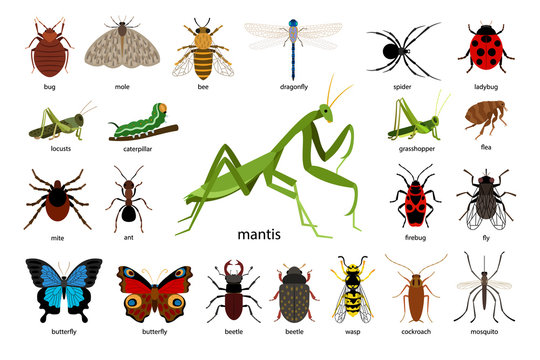 bug
mole
bee
dragonfly
spider
ladybug
locusts
caterpillar
grasshopper
flea
mite
ant
mantis
firebug
fly
butterfly
butterfly
beetle
beetle
wasp
cockroach
mosquito